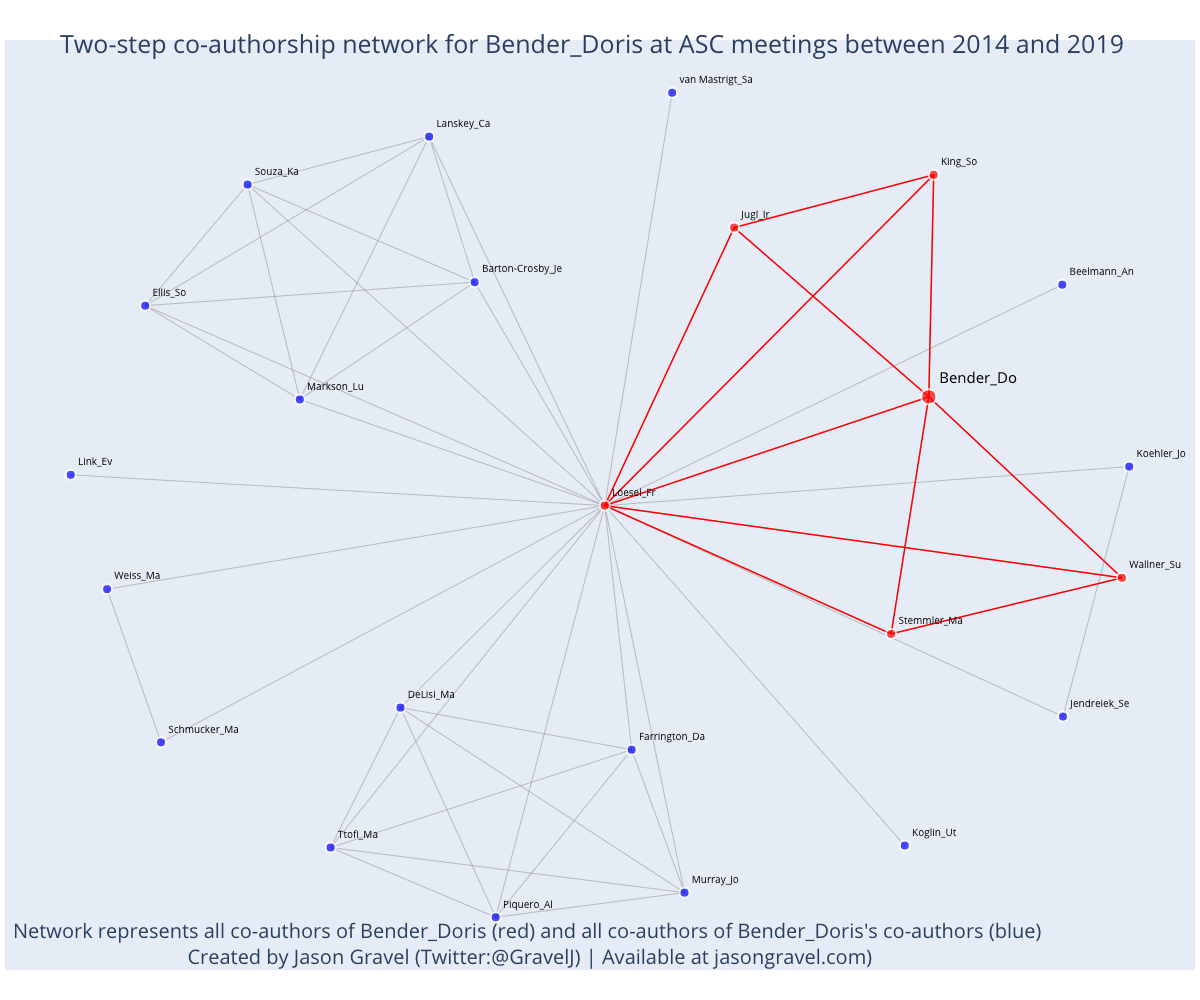 Two-step co-authorship network for Bender_Doris at ASC meetings between 2014 and 2019
van Mastrigt_Sa
Lanskey_Ca
King_So
Souza_Ka
Jugl_Ir
Barton-Crosby_Je
Beelmann_An
Ellis_So
Bender_Do
Markson_Lu
Koehler_Jo
Link_Ev
Loesel_Fr
Wallner_Su
Weiss_Ma
Stemmler_Ma
DeLisi_Ma
Jendreiek_Se
Schmucker_Ma
Farrington_Da
Koglin_Ut
Ttofi_Ma
Murray_Jo
Piquero_Al
Network represents all co-authors of Bender_Doris (red) and all co-authors of Bender_Doris's co-authors (blue)
Created by Jason Gravel (Twitter:@GravelJ) | Available at jasongravel.com)